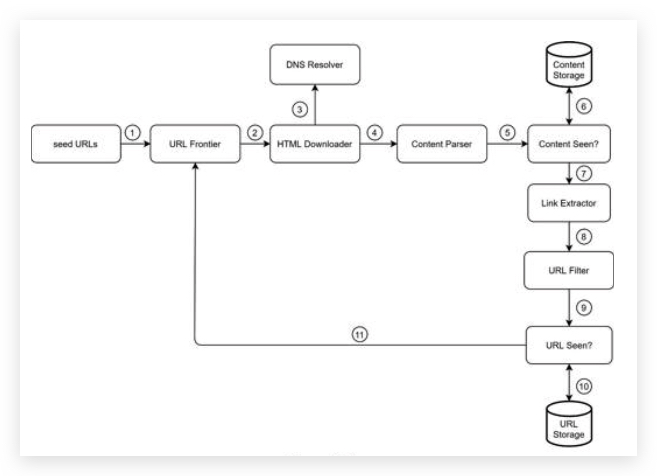 DNS Resolver
Content
Storage
3
6
seed URLs
1
URL Frontier
2
HTML Downloader
4
Content Parser
5
Content Seen?
7
Link Extractor
8
URL Filter
9
11
URL Seen?
10
URL
Storage